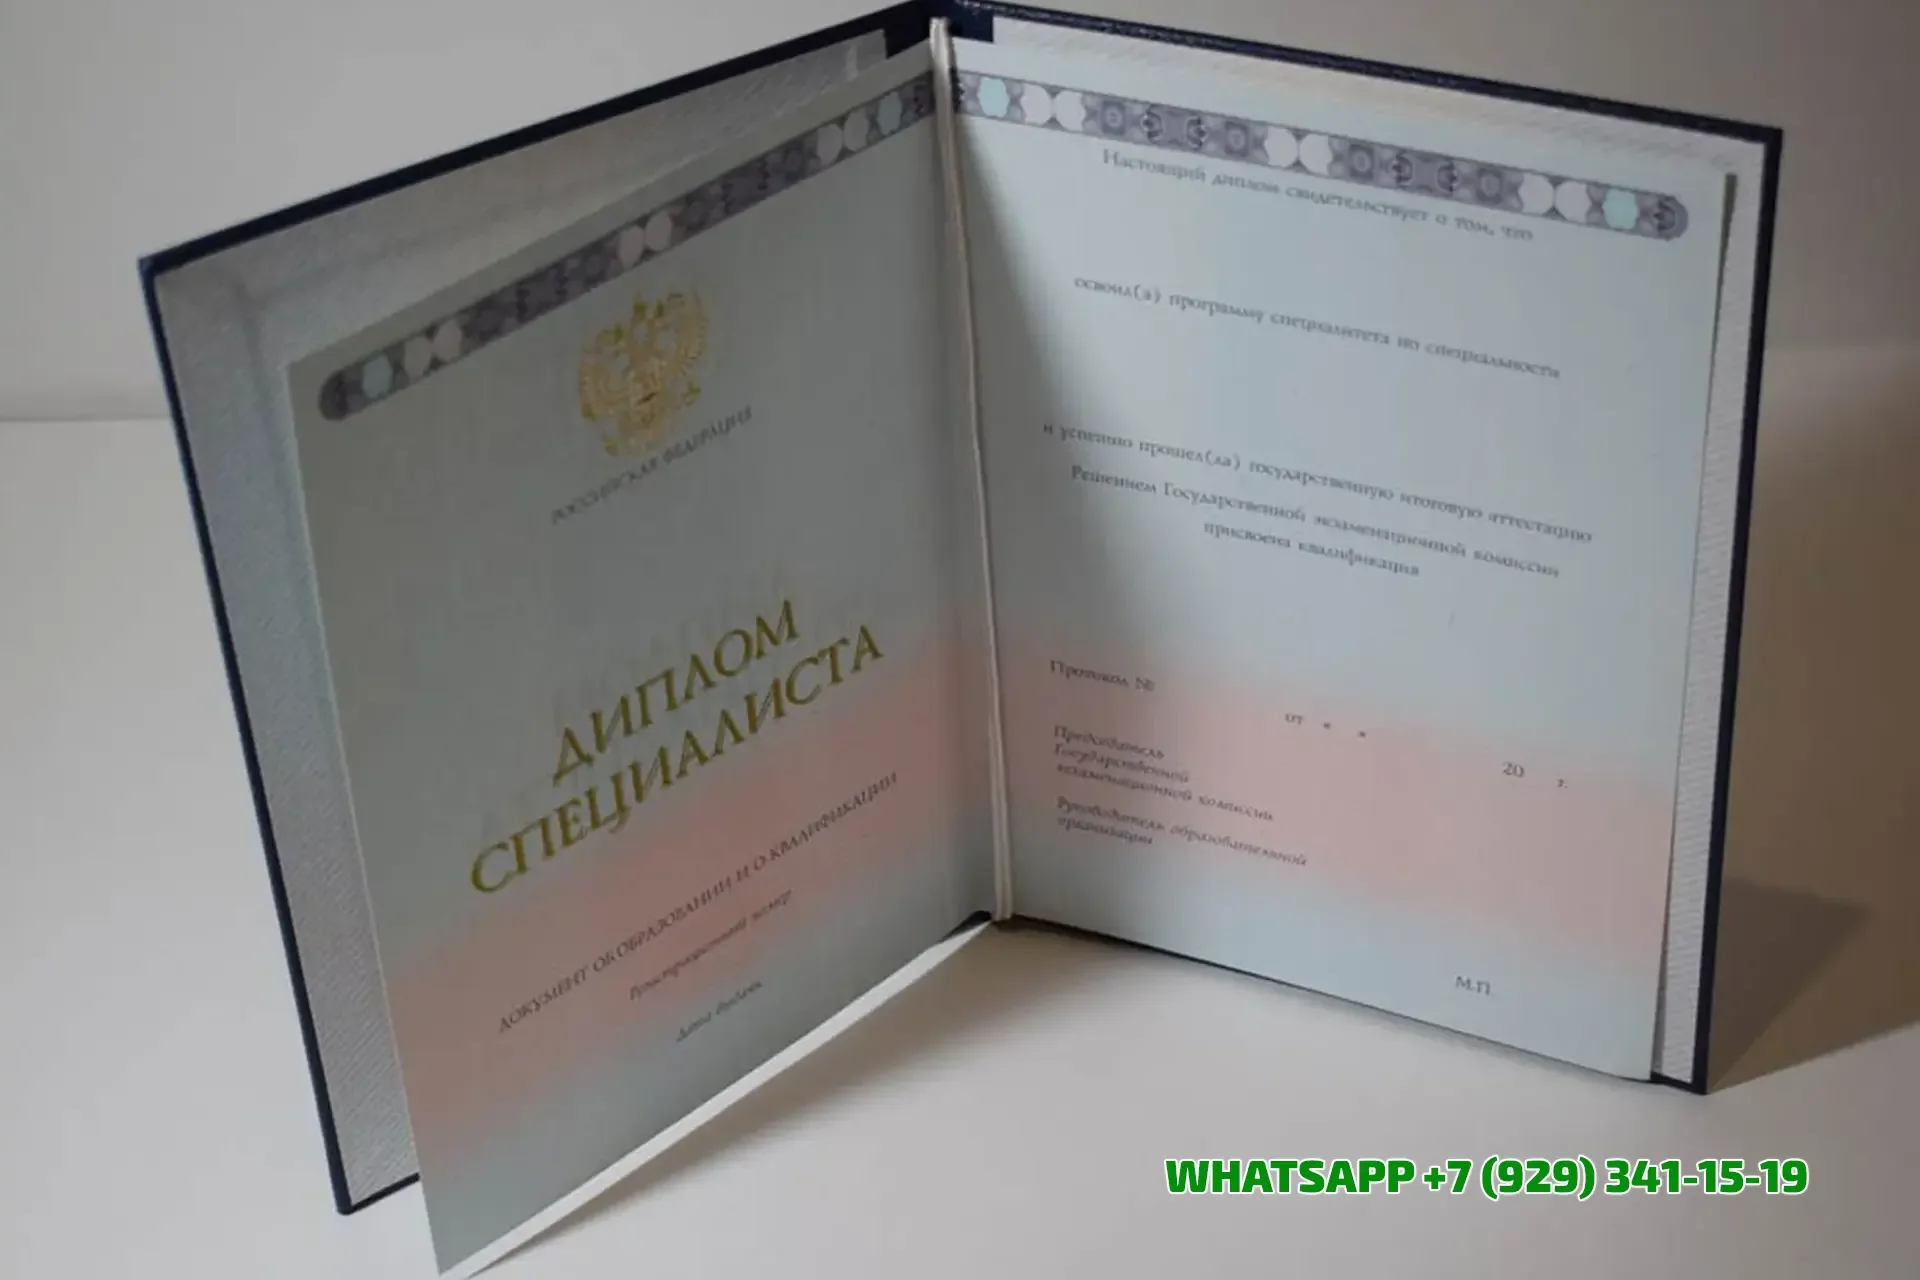 РОССИЙСКАЯ ФЕДЕРАЦИЯ
ДИПЛОМ
СПЕЦИАЛИСТА
ДОКУМЕНТ ОБ ОБРАЗОВАНИИ И О КВАЛИФИКАЦИИ
Регистрационный номер
Дата выдачи
Настоящий диплом свидетельствует о том, что
освоил(а) программу специалитета по специальности
и успешно прошел(ла) государственную итоговую аттестацию
Решением Государственной экзаменационной комиссии
присвоена квалификация
Протокол №
от « »
20 г.
Председатель
Государственной
экзаменационной комиссии
Руководитель образовательной
организации
М.П.
WHATSAPP +7 (929) 341-15-19